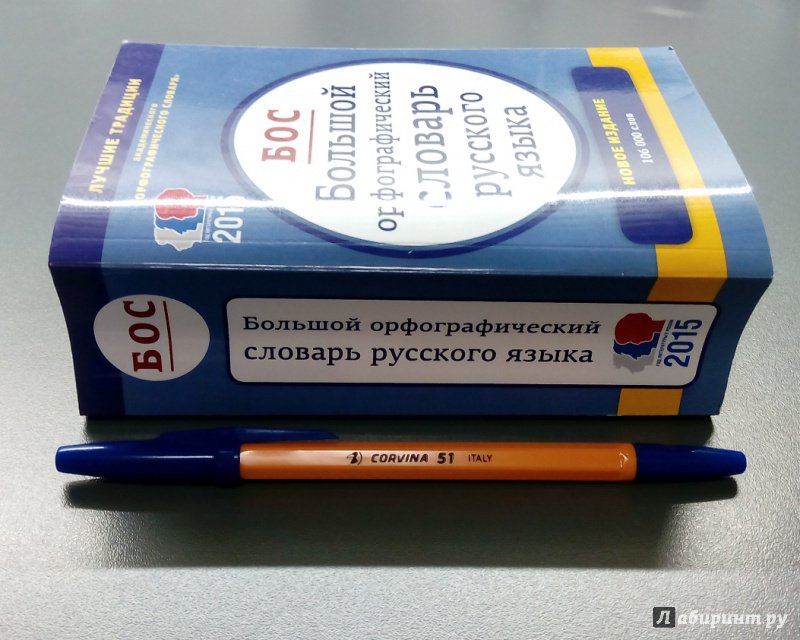 ЛУЧШИЕ ТРАДИЦИИ
АКАДЕМИЧЕСКОГО
ОРФОГРАФИЧЕСКОГО СЛОВАРЯ»
2015
БОС
Большой
орфографический
словарь
русского
языка
НОВОЕ ИЗДАНИЕ
106 000 слов
БОС
Большой орфографический
словарь русского языка
2015
CORVINA 51 ITALY
Лабиринт.ру